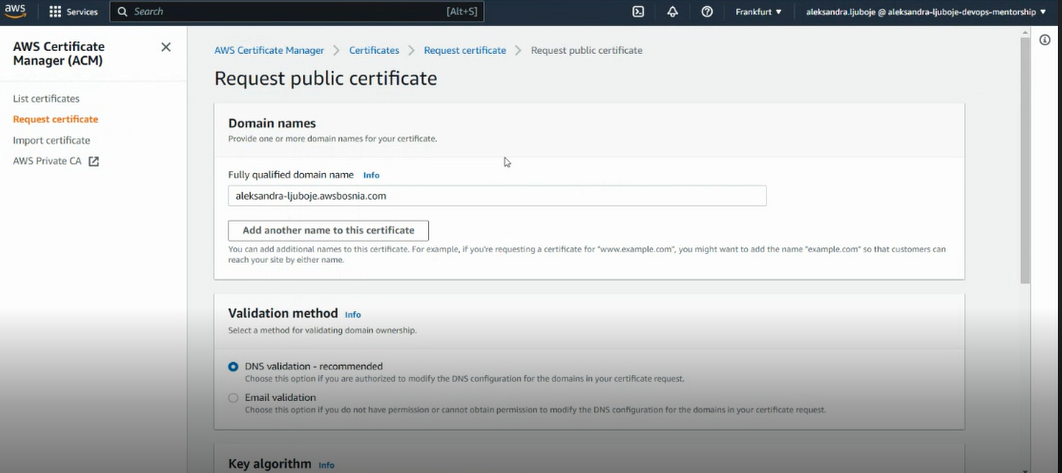 aws
Services
Search
[Alt+S]
Frankfurt
aleksandra.ljuboje @ aleksandra-ljuboje-devops-mentorship
AWS Certificate
Manager (ACM)
List certificates
Request certificate
Import certificate
AWS Private CA
AWS Certificate Manager
Certificates
Request certificate
Request public certificate
Request public certificate
Domain names
Provide one or more domain names for your certificate.
Fully qualified domain name Info
aleksandra-ljuboje.awsbosnia.com
Add another name to this certificate
You can add additional names to this certificate. For example, if you're requesting a certificate for "www.example.com", you might want to add the name "example.com" so that customers can
reach your site by either name.
Validation method Info
Select a method for validating domain ownership.
DNS validation - recommended
Choose this option if you are authorized to modify the DNS configuration for the domains in your certificate request.
Email validation
Choose this option if you do not have permission or cannot obtain permission to modify the DNS configuration for the domains in your certificate request.
Key algorithm Info